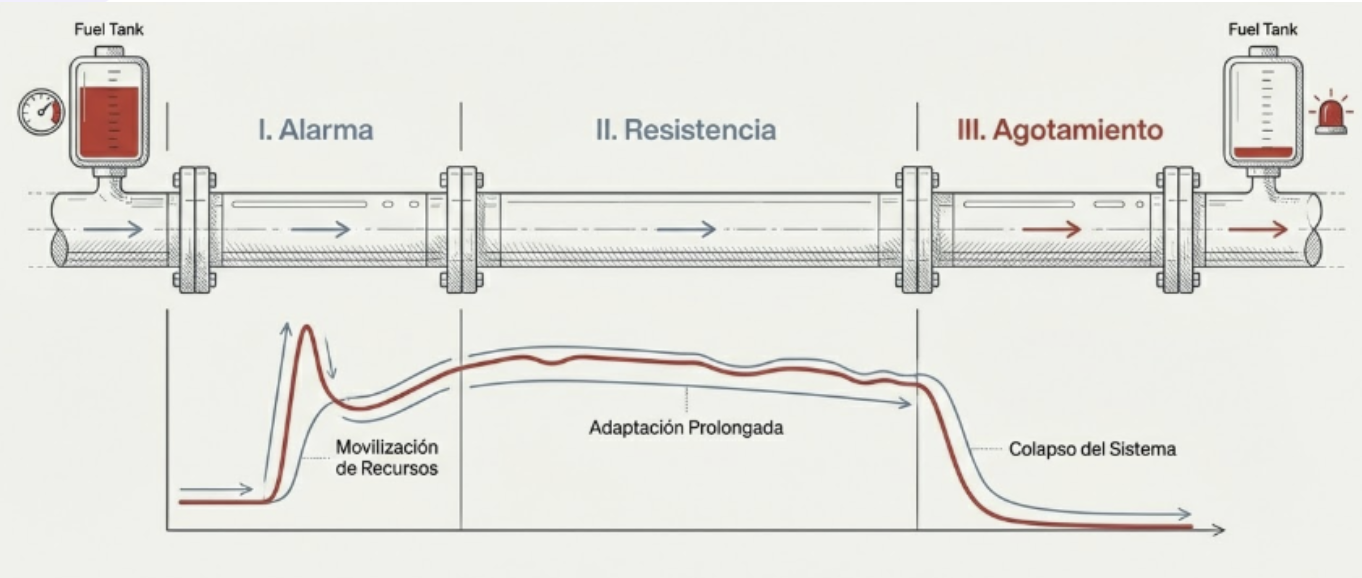 Fuel Tank
Fuel Tank
I. Alarma
II. Resistencia
III. Agotamiento
Movilización
de Recursos
Adaptación Prolongada
Colapso del Sistema